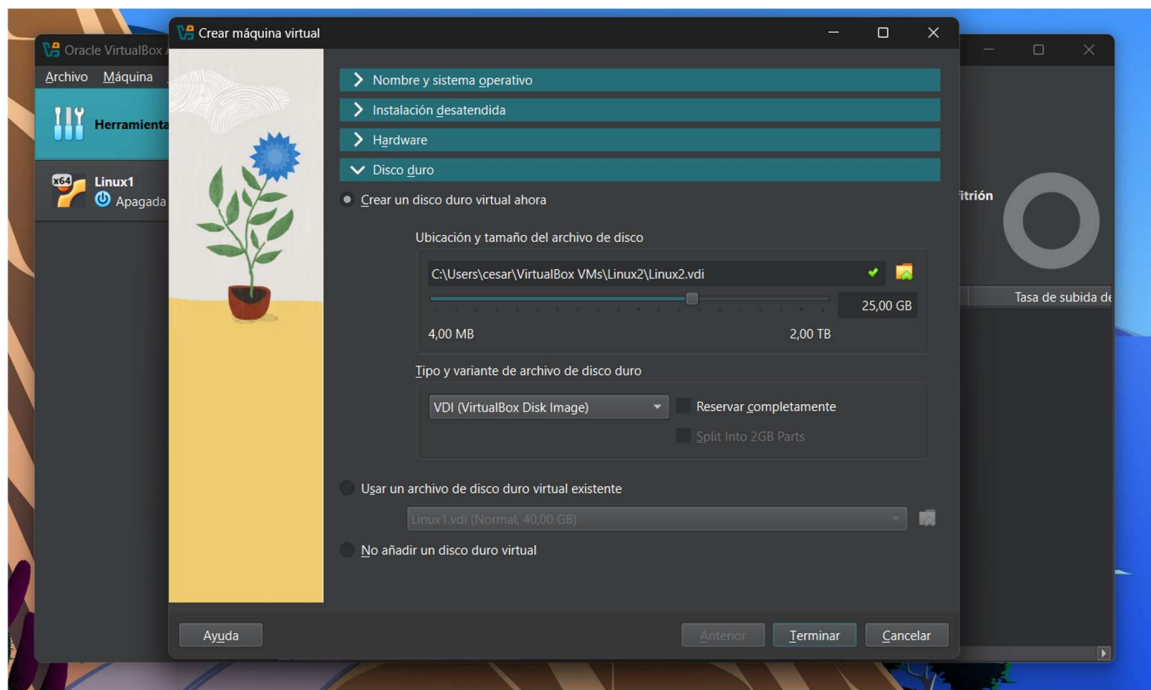 Crear máquina virtual
Oracle VirtualBox
Archivo Máquina
Herramienta
x64
Linux1
Apagada
Nombre y sistema operativo
Instalación desatendida
Hardware
Disco duro
Crear un disco duro virtual ahora
Ubicación y tamaño del archivo de disco
C:\Users\cesar\VirtualBox VMs\Linux2\Linux2.vdi
25,00 GB
4,00 MB 2,00 TB
Tipo y variante de archivo de disco duro
VDI (VirtualBox Disk Image) Reservar completamente
Split Into 2GB Parts
Usar un archivo de disco duro virtual existente
Linux1.vdi (Normal, 40,00 GB)
No añadir un disco duro virtual
Ayuda Anterior Terminar Cancelar
fitrión
Tasa de subida de